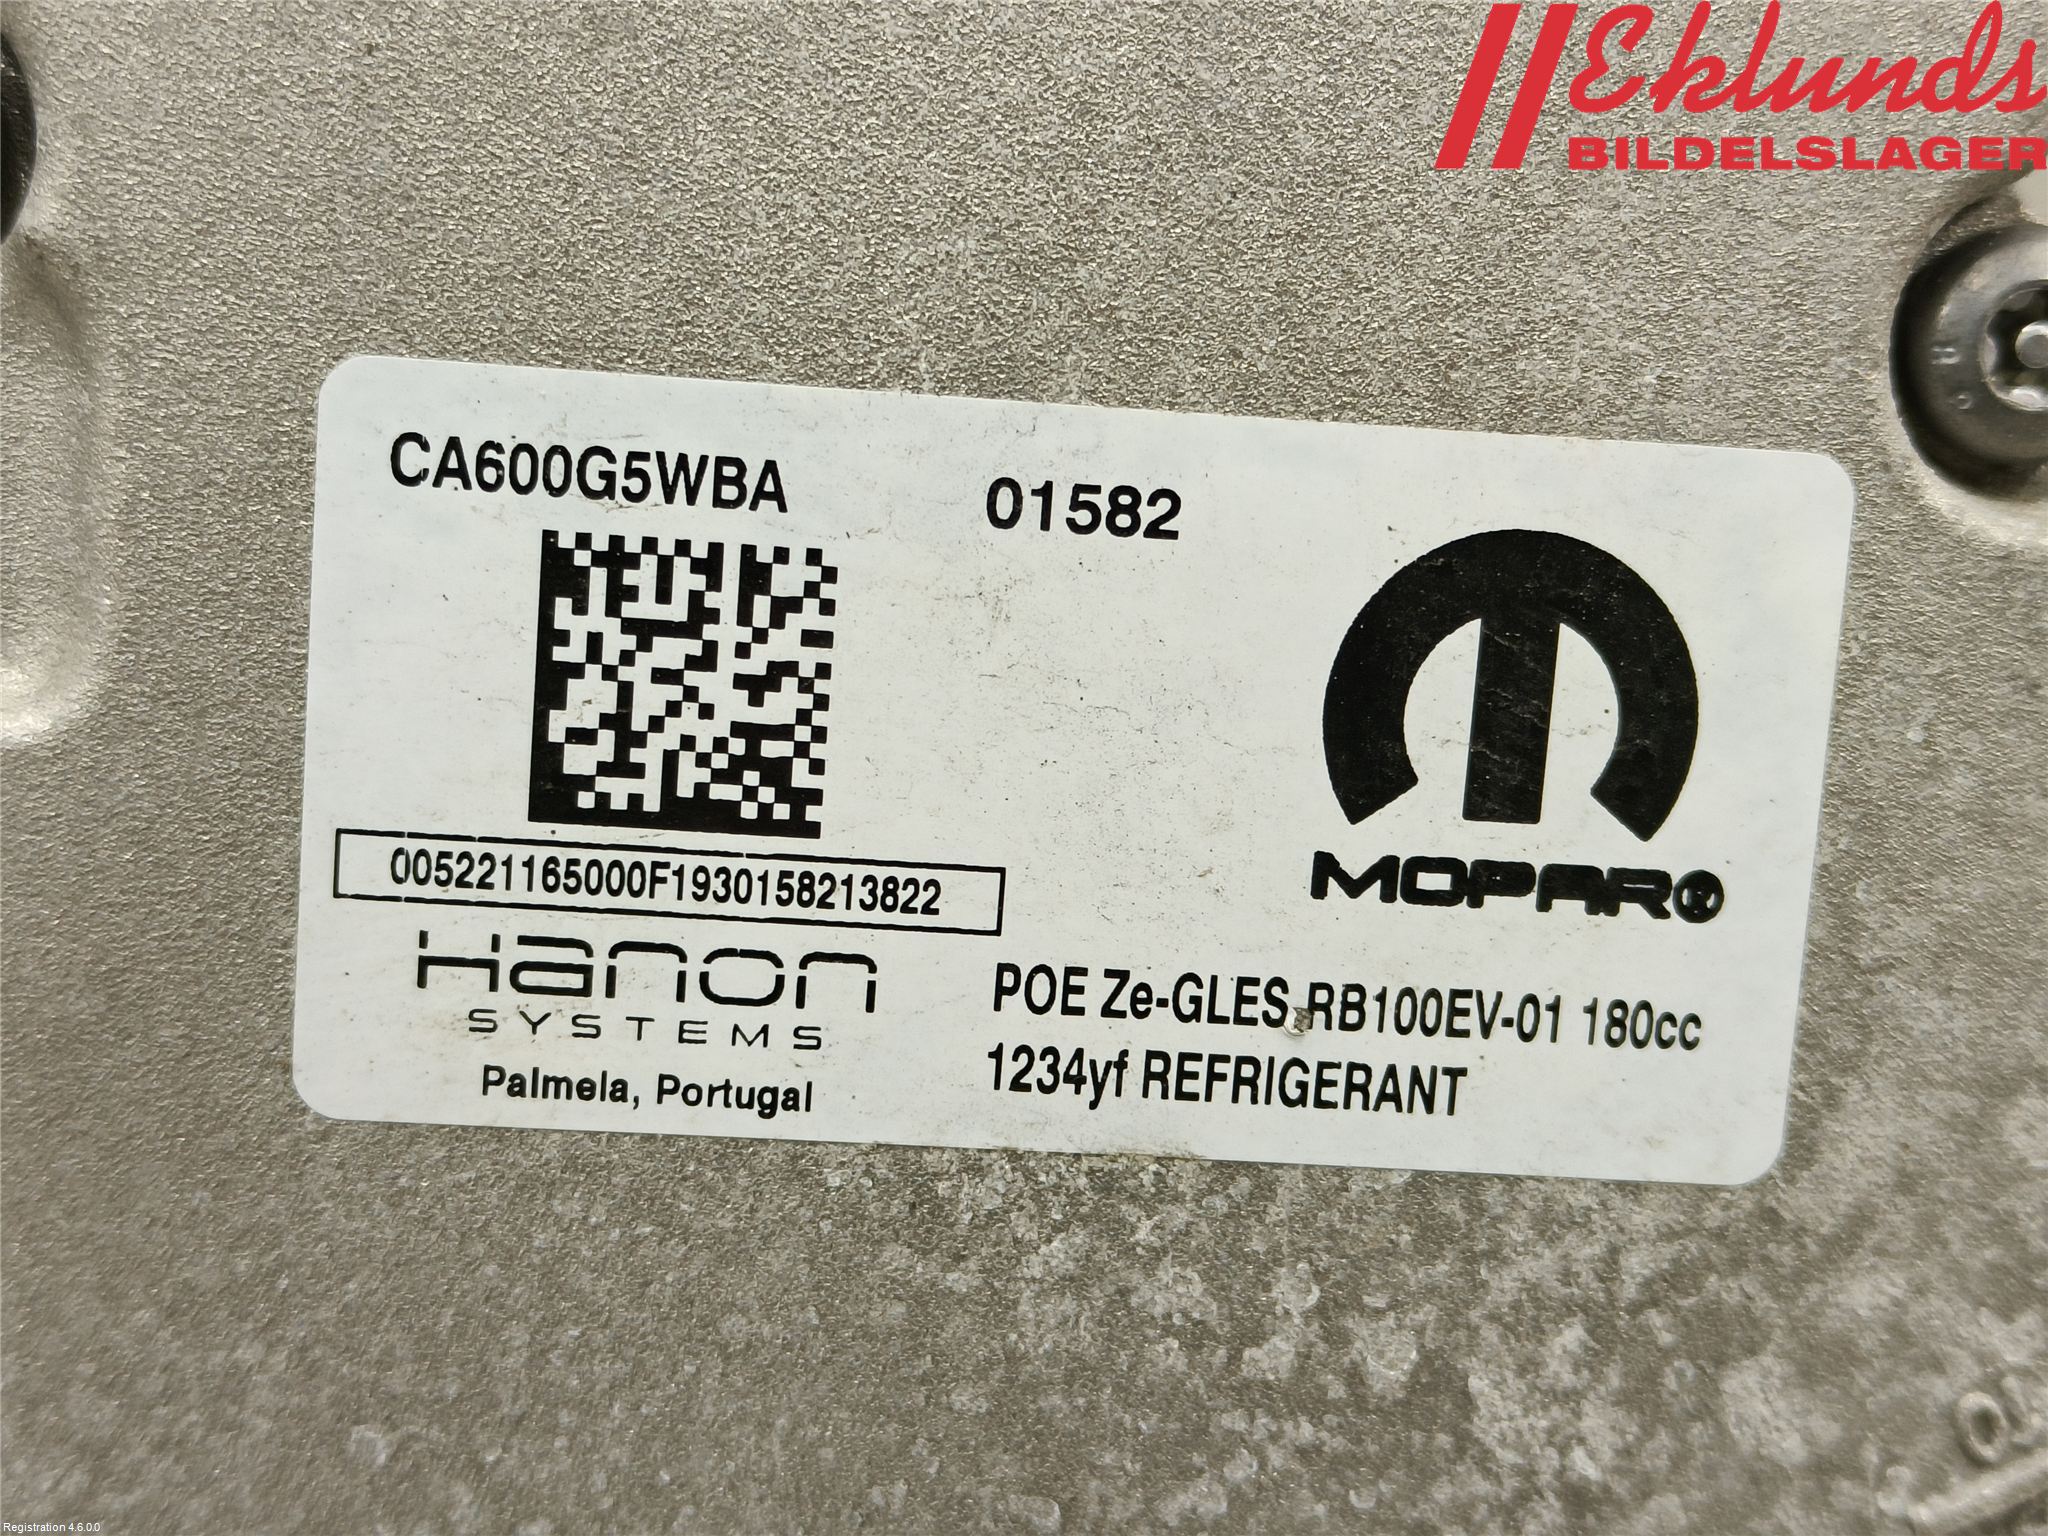 Eklunds
BILDELSLAGER
CA600G5WBA 01582
005221165000F1930158213822
MOPAR®
Hanon
SYSTEMS
Palmela, Portugal
POE Ze-GLES RB100EV-01 180cc
1234yf REFRIGERANT
Registration 4.6.0.0